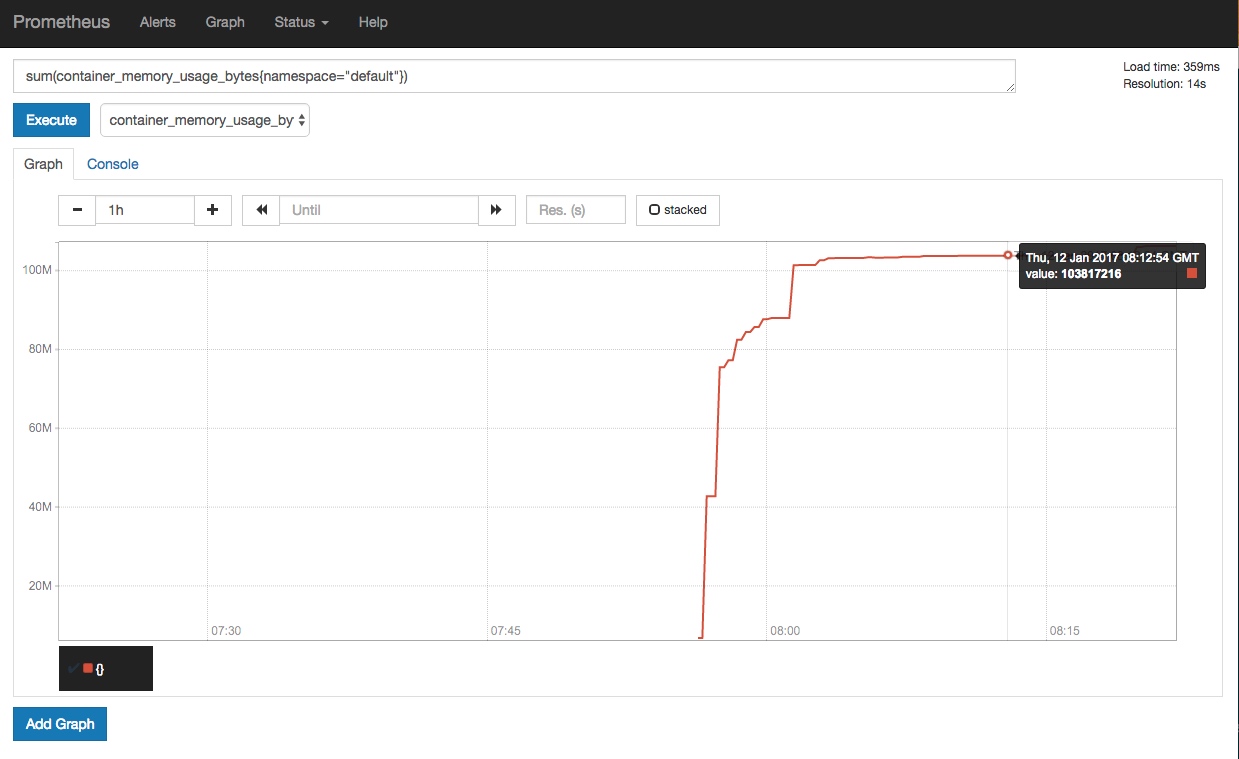 Prometheus Alerts Graph Status Help
sum(container_memory_usage_bytes{namespace="default"})
Load time: 359ms
Resolution: 14s
Execute container_memory_usage_by
Graph Console
− 1h + Until Res. (s) stacked
100M
80M
60M
40M
20M
Thu, 12 Jan 2017 08:12:54 GMT
value: 103817216
07:30 07:45 08:00 08:15
{}
Add Graph